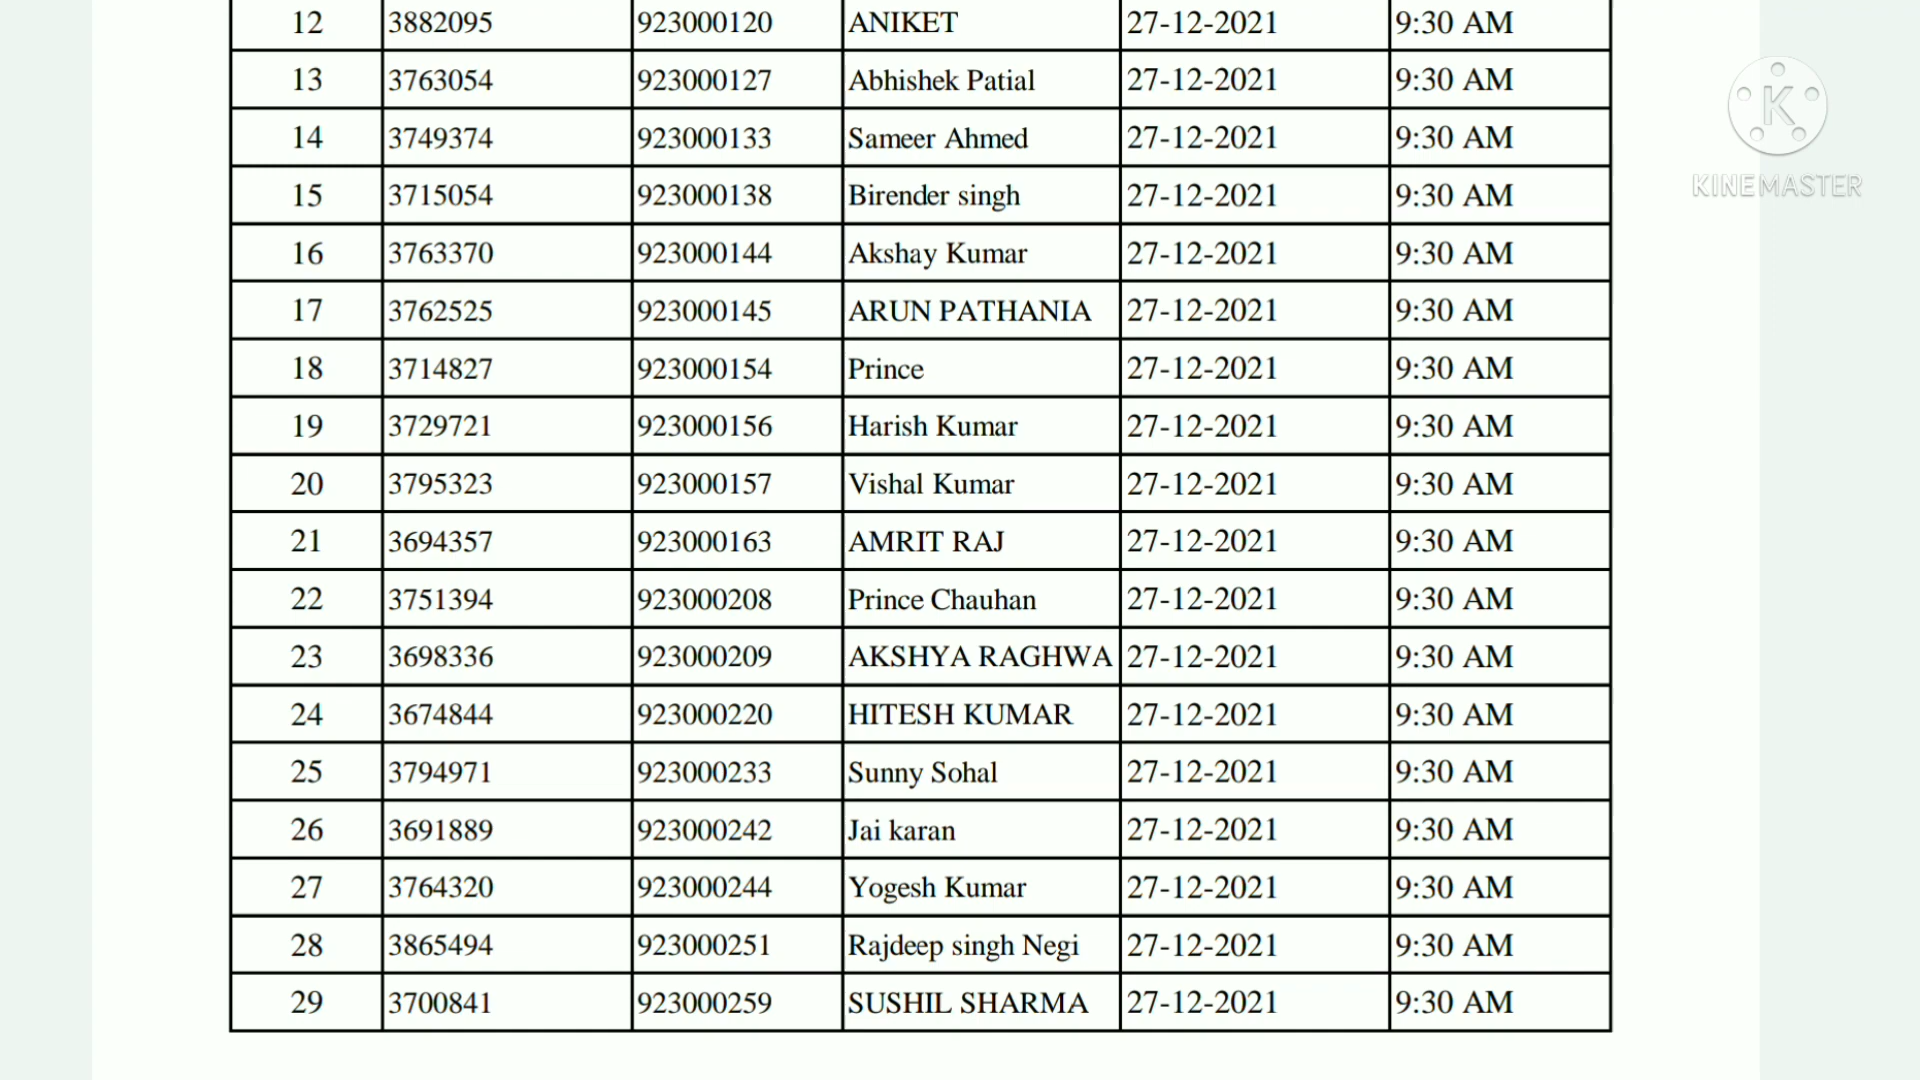 12 3882095 923000120 ANIKET 27-12-2021 9:30 AM
13 3763054 923000127 Abhishek Patial 27-12-2021 9:30 AM
14 3749374 923000133 Sameer Ahmed 27-12-2021 9:30 AM
15 3715054 923000138 Birender singh 27-12-2021 9:30 AM
16 3763370 923000144 Akshay Kumar 27-12-2021 9:30 AM
17 3762525 923000145 ARUN PATHANIA 27-12-2021 9:30 AM
18 3714827 923000154 Prince 27-12-2021 9:30 AM
19 3729721 923000156 Harish Kumar 27-12-2021 9:30 AM
20 3795323 923000157 Vishal Kumar 27-12-2021 9:30 AM
21 3694357 923000163 AMRIT RAJ 27-12-2021 9:30 AM
22 3751394 923000208 Prince Chauhan 27-12-2021 9:30 AM
23 3698336 923000209 AKSHYA RAGHWA 27-12-2021 9:30 AM
24 3674844 923000220 HITESH KUMAR 27-12-2021 9:30 AM
25 3794971 923000233 Sunny Sohal 27-12-2021 9:30 AM
26 3691889 923000242 Jai karan 27-12-2021 9:30 AM
27 3764320 923000244 Yogesh Kumar 27-12-2021 9:30 AM
28 3865494 923000251 Rajdeep singh Negi 27-12-2021 9:30 AM
29 3700841 923000259 SUSHIL SHARMA 27-12-2021 9:30 AM
K
KINEMASTER